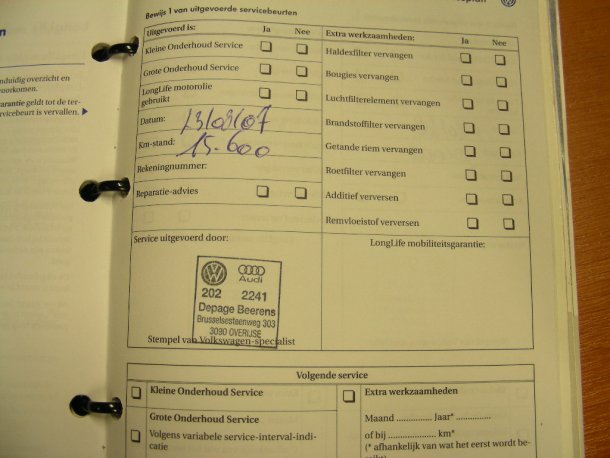 Bewijs 1 van uitgevoerde servicebeurten
Uitgevoerd is: Ja Nee
Kleine Onderhoud Service
Grote Onderhoud Service
LongLife motorolie
gebruikt
Datum: 13/03/07
Km-stand: 15.600
Rekeningnummer:
Reparatie-advies
Extra werkzaamheden: Ja Nee
Haldexfilter vervangen
Bougies vervangen
Luchtfilterelement vervangen
Brandstoffilter vervangen
Getande riem vervangen
Roetfilter vervangen
Additief verversen
Remvloeistof verversen
Service uitgevoerd door:
Audi
202 2241
Depage Beerens
Brusselsesteenweg 303
3090 OVERIJSE
Stempel van Volkswagen-specialist
LongLife mobiliteitsgarantie:
Volgende service
Kleine Onderhoud Service
Grote Onderhoud Service
Volgens variabele service-interval-indi-
catie
Extra werkzaamheden
Maand .............. Jaar* ..............
of bij .................... km*
(* afhankelijk van wat het eerst wordt be-
nduidig overzicht en
voorkomen.
garantie geldt tot de ter-
rvicebeurt is vervallen.